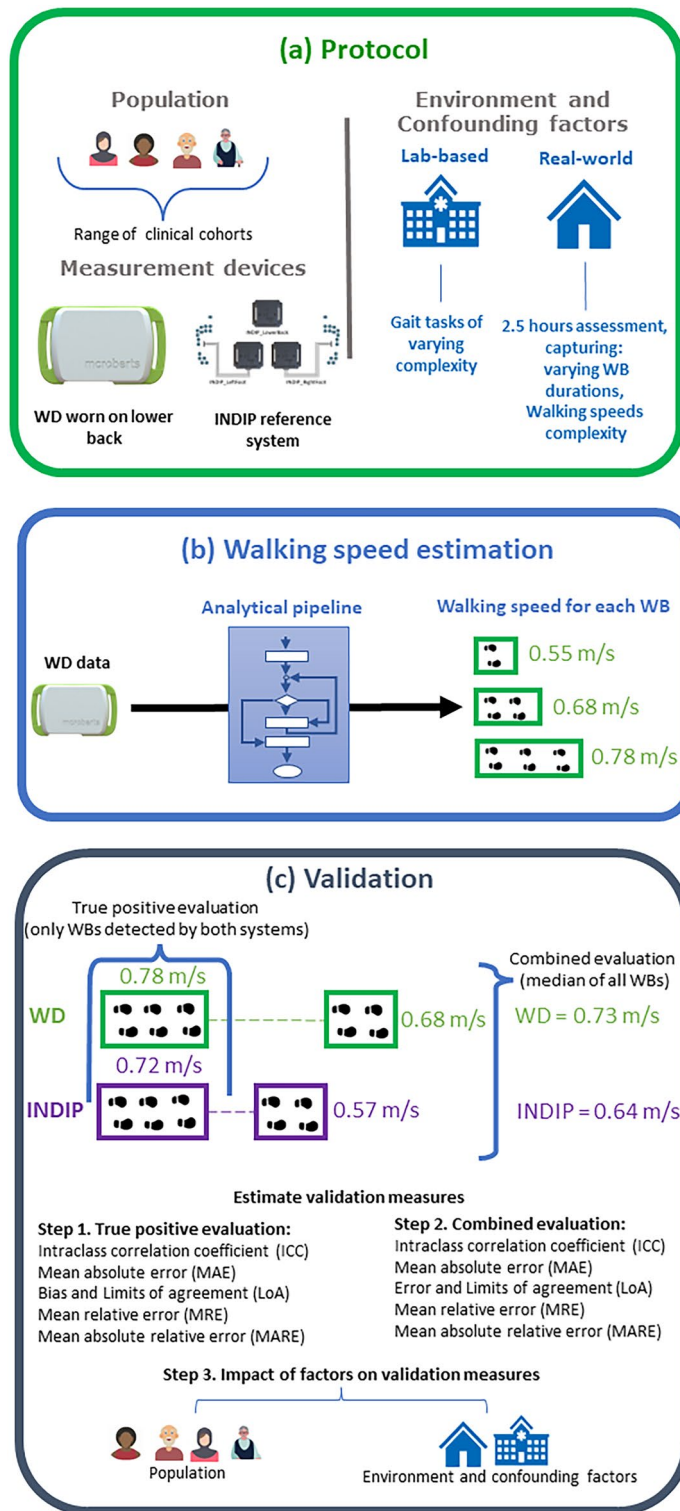 (a) Protocol
Population
Range of clinical cohorts
Measurement devices
mcroberts
WD worn on lower
back
INDIP_LowerBack
INDIP_LeftFoot
INDIP_RightFoot
INDIP reference
system
Environment and
Confounding factors
Lab-based
Gait tasks of
varying
complexity
Real-world
2.5 hours assessment,
capturing:
varying WB
durations,
Walking speeds
complexity
(b) Walking speed estimation
WD data
mcroberts
Analytical pipeline
Walking speed for each WB
0.55 m/s
0.68 m/s
0.78 m/s
(c) Validation
True positive evaluation
(only WBs detected by both systems)
0.78 m/s
WD
0.68 m/s
0.72 m/s
INDIP
0.57 m/s
Combined evaluation
(median of all WBs)
WD = 0.73 m/s
INDIP = 0.64 m/s
Estimate validation measures
Step 1. True positive evaluation:
Intraclass correlation coefficient (ICC)
Mean absolute error (MAE)
Bias and Limits of agreement (LoA)
Mean relative error (MRE)
Mean absolute relative error (MARE)
Step 2. Combined evaluation:
Intraclass correlation coefficient (ICC)
Mean absolute error (MAE)
Error and Limits of agreement (LoA)
Mean relative error (MRE)
Mean absolute relative error (MARE)
Step 3. Impact of factors on validation measures
Population
Environment and confounding factors